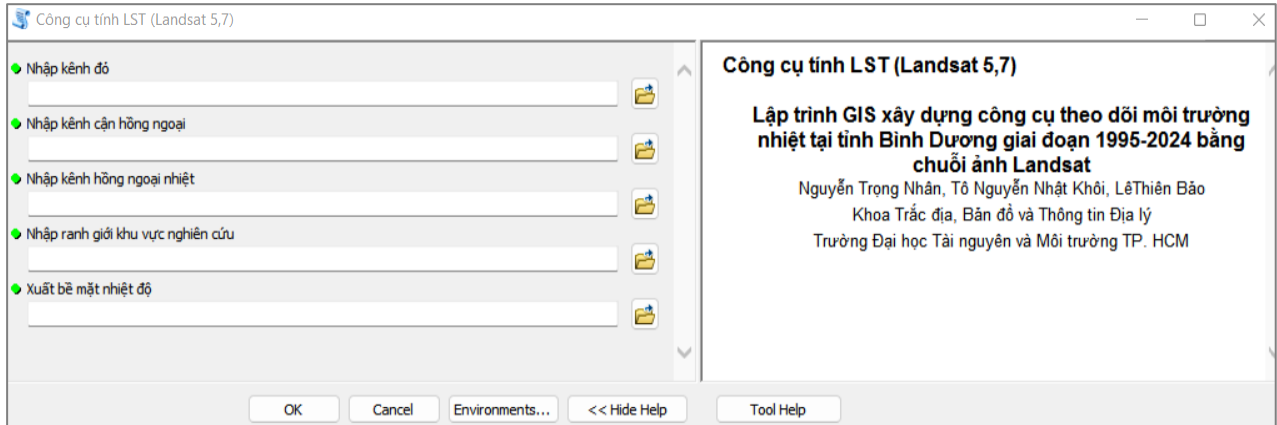 Công cụ tính LST (Landsat 5,7)
Nhập kênh đỏ
Nhập kênh cận hồng ngoại
Nhập kênh hồng ngoại nhiệt
Nhập ranh giới khu vực nghiên cứu
Xuất bề mặt nhiệt độ
Công cụ tính LST (Landsat 5,7)
Lập trình GIS xây dựng công cụ theo dõi môi trường
nhiệt tại tỉnh Bình Dương giai đoạn 1995-2024 bằng
chuỗi ảnh Landsat
Nguyễn Trọng Nhân, Tô Nguyễn Nhật Khôi, LêThiên Bảo
Khoa Trắc địa, Bản đồ và Thông tin Địa lý
Trường Đại học Tài nguyên và Môi trường TP. HCM
OK
Cancel
Environments...
<< Hide Help
Tool Help